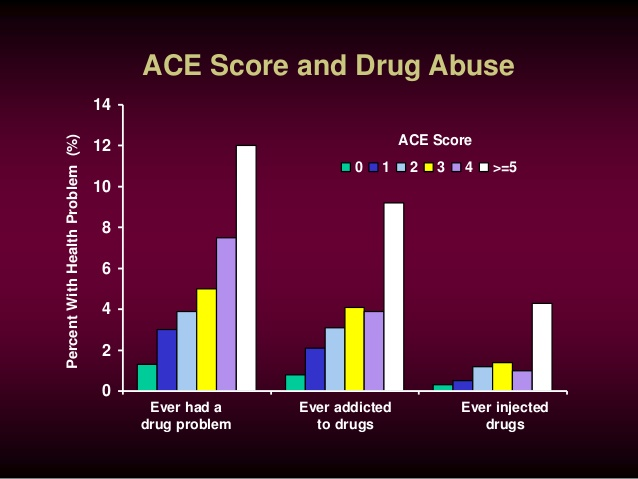 ACE Score and Drug Abuse
14
12
10
8
6
4
2
0
Percent With Health Problem (%)
ACE Score
0 1 2 3 4 >=5
Ever had a
drug problem
Ever addicted
to drugs
Ever injected
drugs